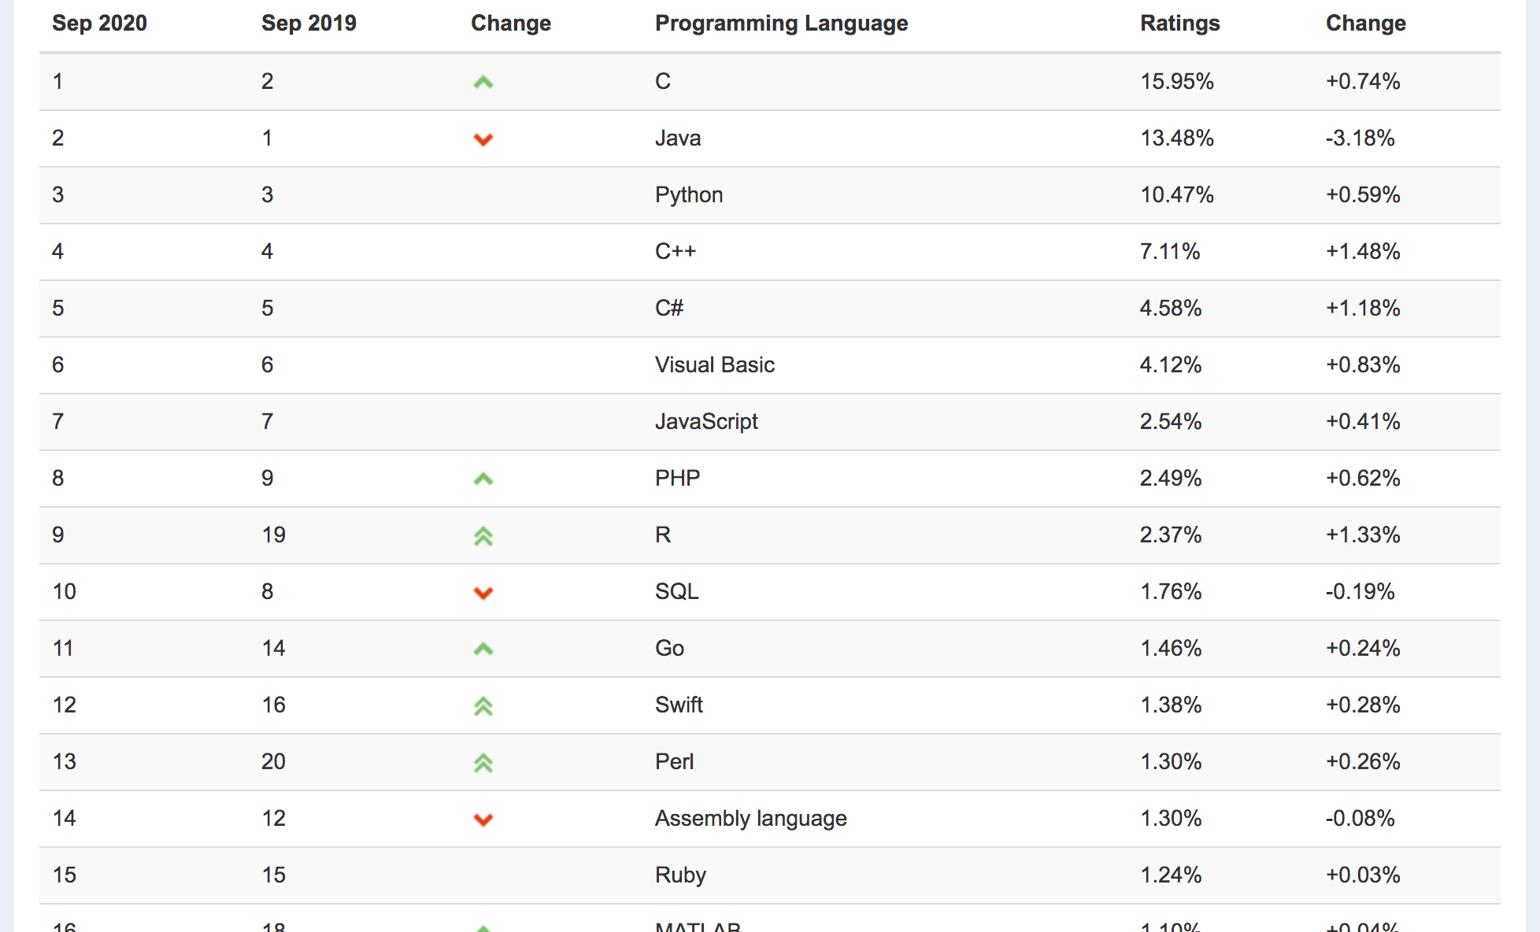 Sep 2020 Sep 2019 Change Programming Language Ratings Change
1 2 C 15.95% +0.74%
2 1 Java 13.48% -3.18%
3 3 Python 10.47% +0.59%
4 4 C++ 7.11% +1.48%
5 5 C# 4.58% +1.18%
6 6 Visual Basic 4.12% +0.83%
7 7 JavaScript 2.54% +0.41%
8 9 PHP 2.49% +0.62%
9 19 R 2.37% +1.33%
10 8 SQL 1.76% -0.19%
11 14 Go 1.46% +0.24%
12 16 Swift 1.38% +0.28%
13 20 Perl 1.30% +0.26%
14 12 Assembly language 1.30% -0.08%
15 15 Ruby 1.24% +0.03%
16 18 MATLAB 1.10% +0.04%